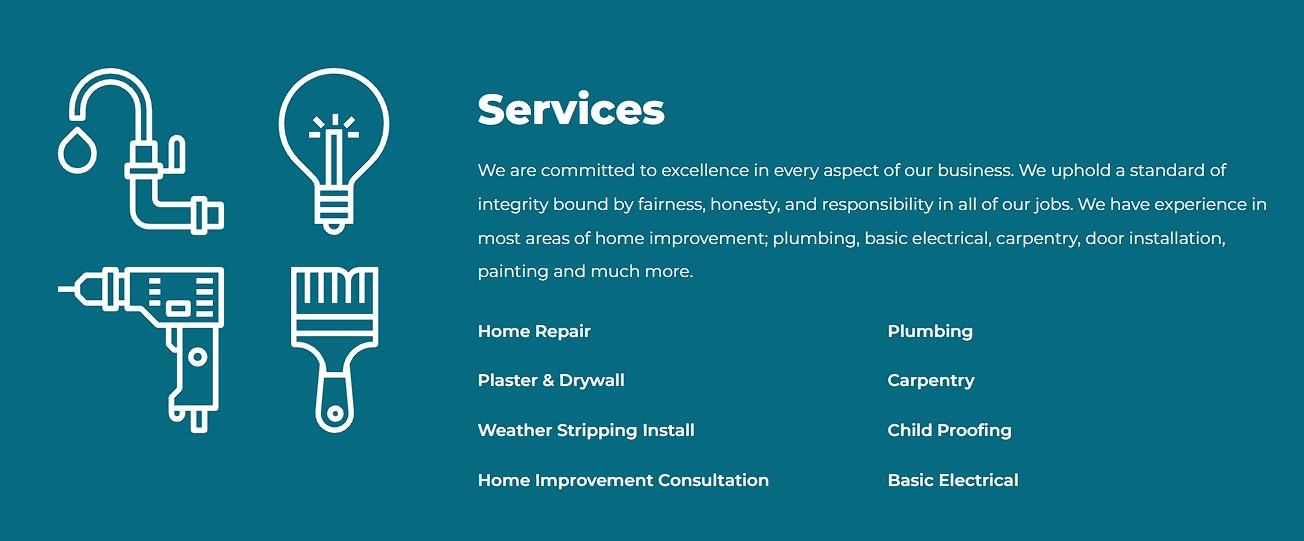 Services
We are committed to excellence in every aspect of our business. We uphold a standard of
integrity bound by fairness, honesty, and responsibility in all of our jobs. We have experience in
most areas of home improvement; plumbing, basic electrical, carpentry, door installation,
painting and much more.
Home Repair
Plumbing
Plaster & Drywall
Carpentry
Weather Stripping Install
Child Proofing
Home Improvement Consultation
Basic Electrical